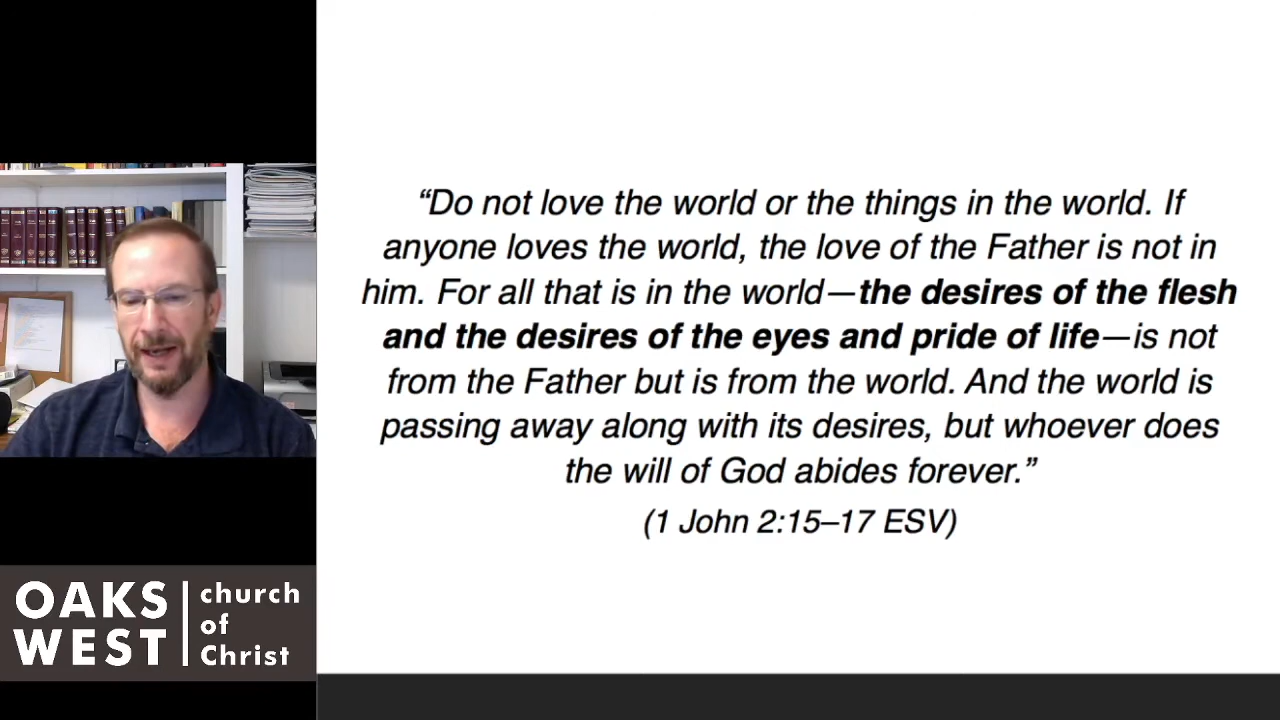 “Do not love the world or the things in the world. If
anyone loves the world, the love of the Father is not in
him. For all that is in the world—the desires of the flesh
and the desires of the eyes and pride of life—is not
from the Father but is from the world. And the world is
passing away along with its desires, but whoever does
the will of God abides forever.”
(1 John 2:15–17 ESV)
OAKS
WEST
church
of
Christ